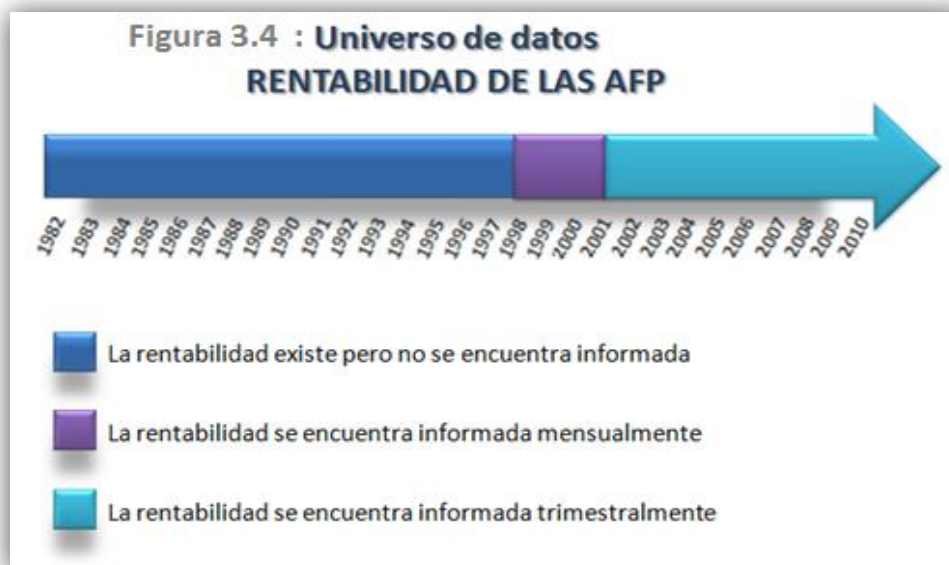 Figura 3.4 : Universo de datos
RENTABILIDAD DE LAS AFP
1982 1983 1984 1985 1986 1987 1988 1989 1990 1991 1992 1993 1994 1995 1996 1997 1998 1999 2000 2001 2002 2003 2004 2005 2006 2007 2008 2009 2010
La rentabilidad existe pero no se encuentra informada
La rentabilidad se encuentra informada mensualmente
La rentabilidad se encuentra informada trimestralmente